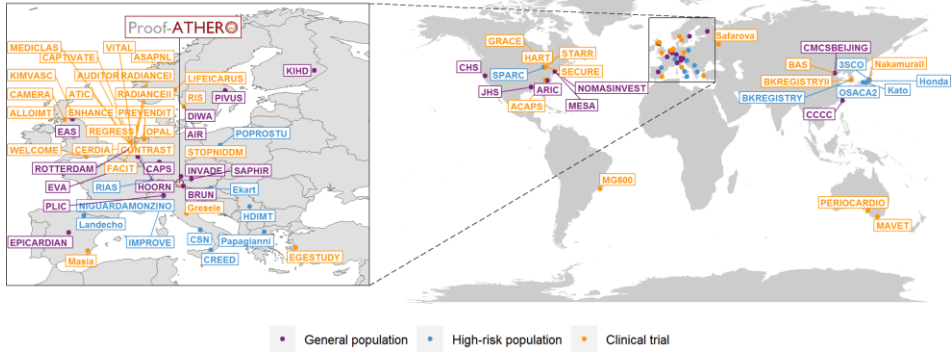 Proof-ATHERO
MEDICLAS
VITAL
ASAPNL
CAPTIVATE
KIMVASC
AUDITOR
RADIANCEI
LIFEICARUS
KIHD
CAMERA
ATIC
RADIANCEII
RIS
PIVUS
ALLOIMT
ENHANCE
PREVENDIT
DIWA
EAS
REGRESS
OPAL
AIR
POPROSTU
WELCOME
CERDIA
CONTRAST
STOPNIDDM
ROTTERDAM
FACIT
CAPS
INVADE
SAPHIR
EVA
RIAS
HOORN
BRUN
Ekart
PLIC
NIGUARDAMONZINO
Gresele
HDIMT
Landecho
EPICARDIAN
IMPROVE
CSN
Papagianni
Masia
CREED
EGESTUDY
GRACE
Safarova
HART
STARR
CMCSBEIJING
CHS
SPARC
SECURE
BAS
3SCO
NakamuraII
BKREGISTRYII
Honda
JHS
ARIC
NOMASINVEST
BKREGISTRY
OSACA2
Kato
ACAPS
MESA
CCCC
MG600
PERIOCARDIO
MAVET
General population
High-risk population
Clinical trial